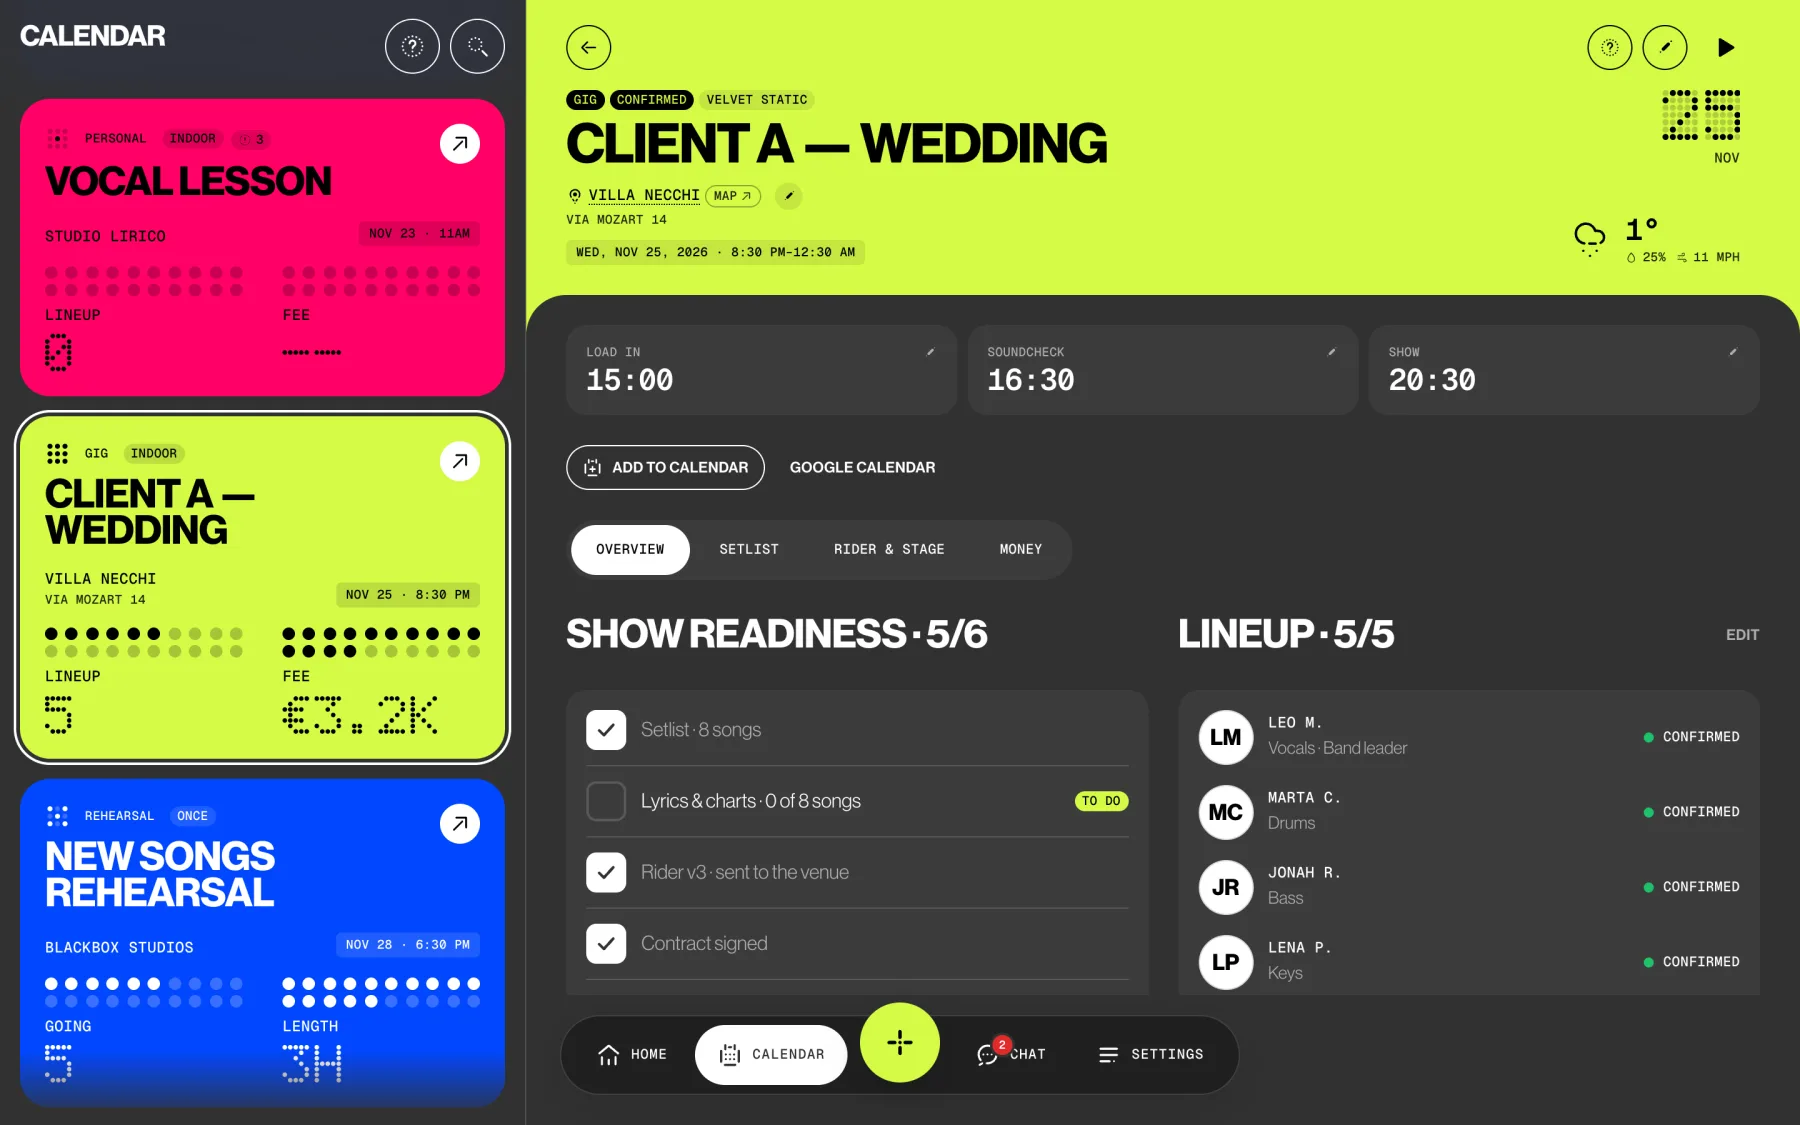 CALENDAR
PERSONAL INDOOR 3
VOCAL LESSON
STUDIO LIRICO
NOV 23 · 11AM
LINEUP
FEE
0
GIG INDOOR
CLIENT A —
WEDDING
VILLA NECCHI
VIA MOZART 14
NOV 25 · 8:30 PM
LINEUP
FEE
5
€3.2K
REHEARSAL ONCE
NEW SONGS
REHEARSAL
BLACKBOX STUDIOS
NOV 28 · 6:30 PM
GOING
LENGTH
5
3H
GIG CONFIRMED VELVET STATIC
CLIENT A — WEDDING
VILLA NECCHI MAP
VIA MOZART 14
WED, NOV 25, 2026 · 8:30 PM–12:30 AM
25
NOV
1°
25% 11 MPH
LOAD IN
15:00
SOUNDCHECK
16:30
SHOW
20:30
ADD TO CALENDAR
GOOGLE CALENDAR
OVERVIEW
SETLIST
RIDER & STAGE
MONEY
SHOW READINESS · 5/6
Setlist · 8 songs
Lyrics & charts · 0 of 8 songs
TO DO
Rider v3 · sent to the venue
Contract signed
LINEUP · 5/5
EDIT
LM
LEO M.
Vocals · Band leader
CONFIRMED
MC
MARTA C.
Drums
CONFIRMED
JR
JONAH R.
Bass
CONFIRMED
LP
LENA P.
Keys
CONFIRMED
HOME
CALENDAR
2
CHAT
SETTINGS